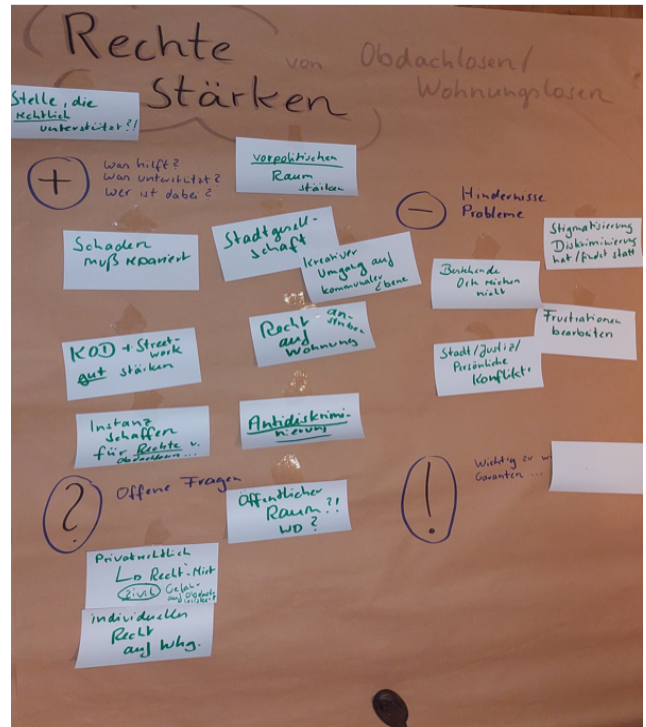 Rechte
von Obdachlosen/
Wohnungslosen
Stärken
Stelle, die
rechtlich
unterstützt?!
+
Was hilft?
Was unterstützt?
Wer ist dabei?
vorpolitischen
Raum
stärken
Schaden
muß repariert
Stadtgesell-
schaft
kreativer
Umgang auf
kommunaler
Ebene
KOD + Street-
work
gut stärken
Recht an-
auf streben
Wohnung
Instanz
schaffen
für Rechte v.
Obdachlosen...
Antidiskrimi-
nierung
-
Hindernisse
Probleme
Stigmatisierung
Diskriminierung
hat/findet statt
Bestehende
Orte reichen
nicht
Frustrationen
bearbeiten
Stadt/Justiz/
Persönliche
Konflikte
?
Offene Fragen
Öffentlicher
Raum?!
wo?
Privatrechtlich
Recht-Miet
zivil
individuellen
Recht
auf Whg.
!
Wichtig zu
Garanten ...